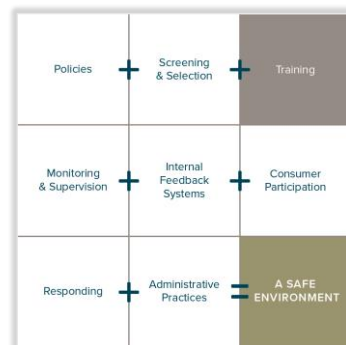 Policies + Screening & Selection + Training
Monitoring & Supervision + Internal Feedback Systems + Consumer Participation
Responding + Administrative Practices = A SAFE ENVIRONMENT